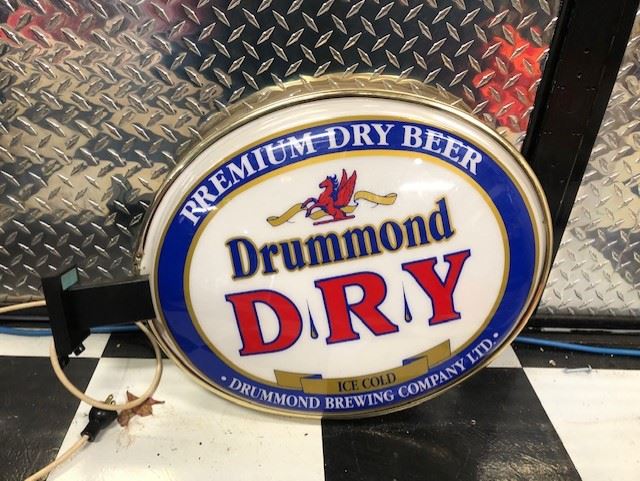 PREMIUM DRY BEER
Drummond
DRY
ICE COLD
• DRUMMOND BREWING COMPANY LTD. •